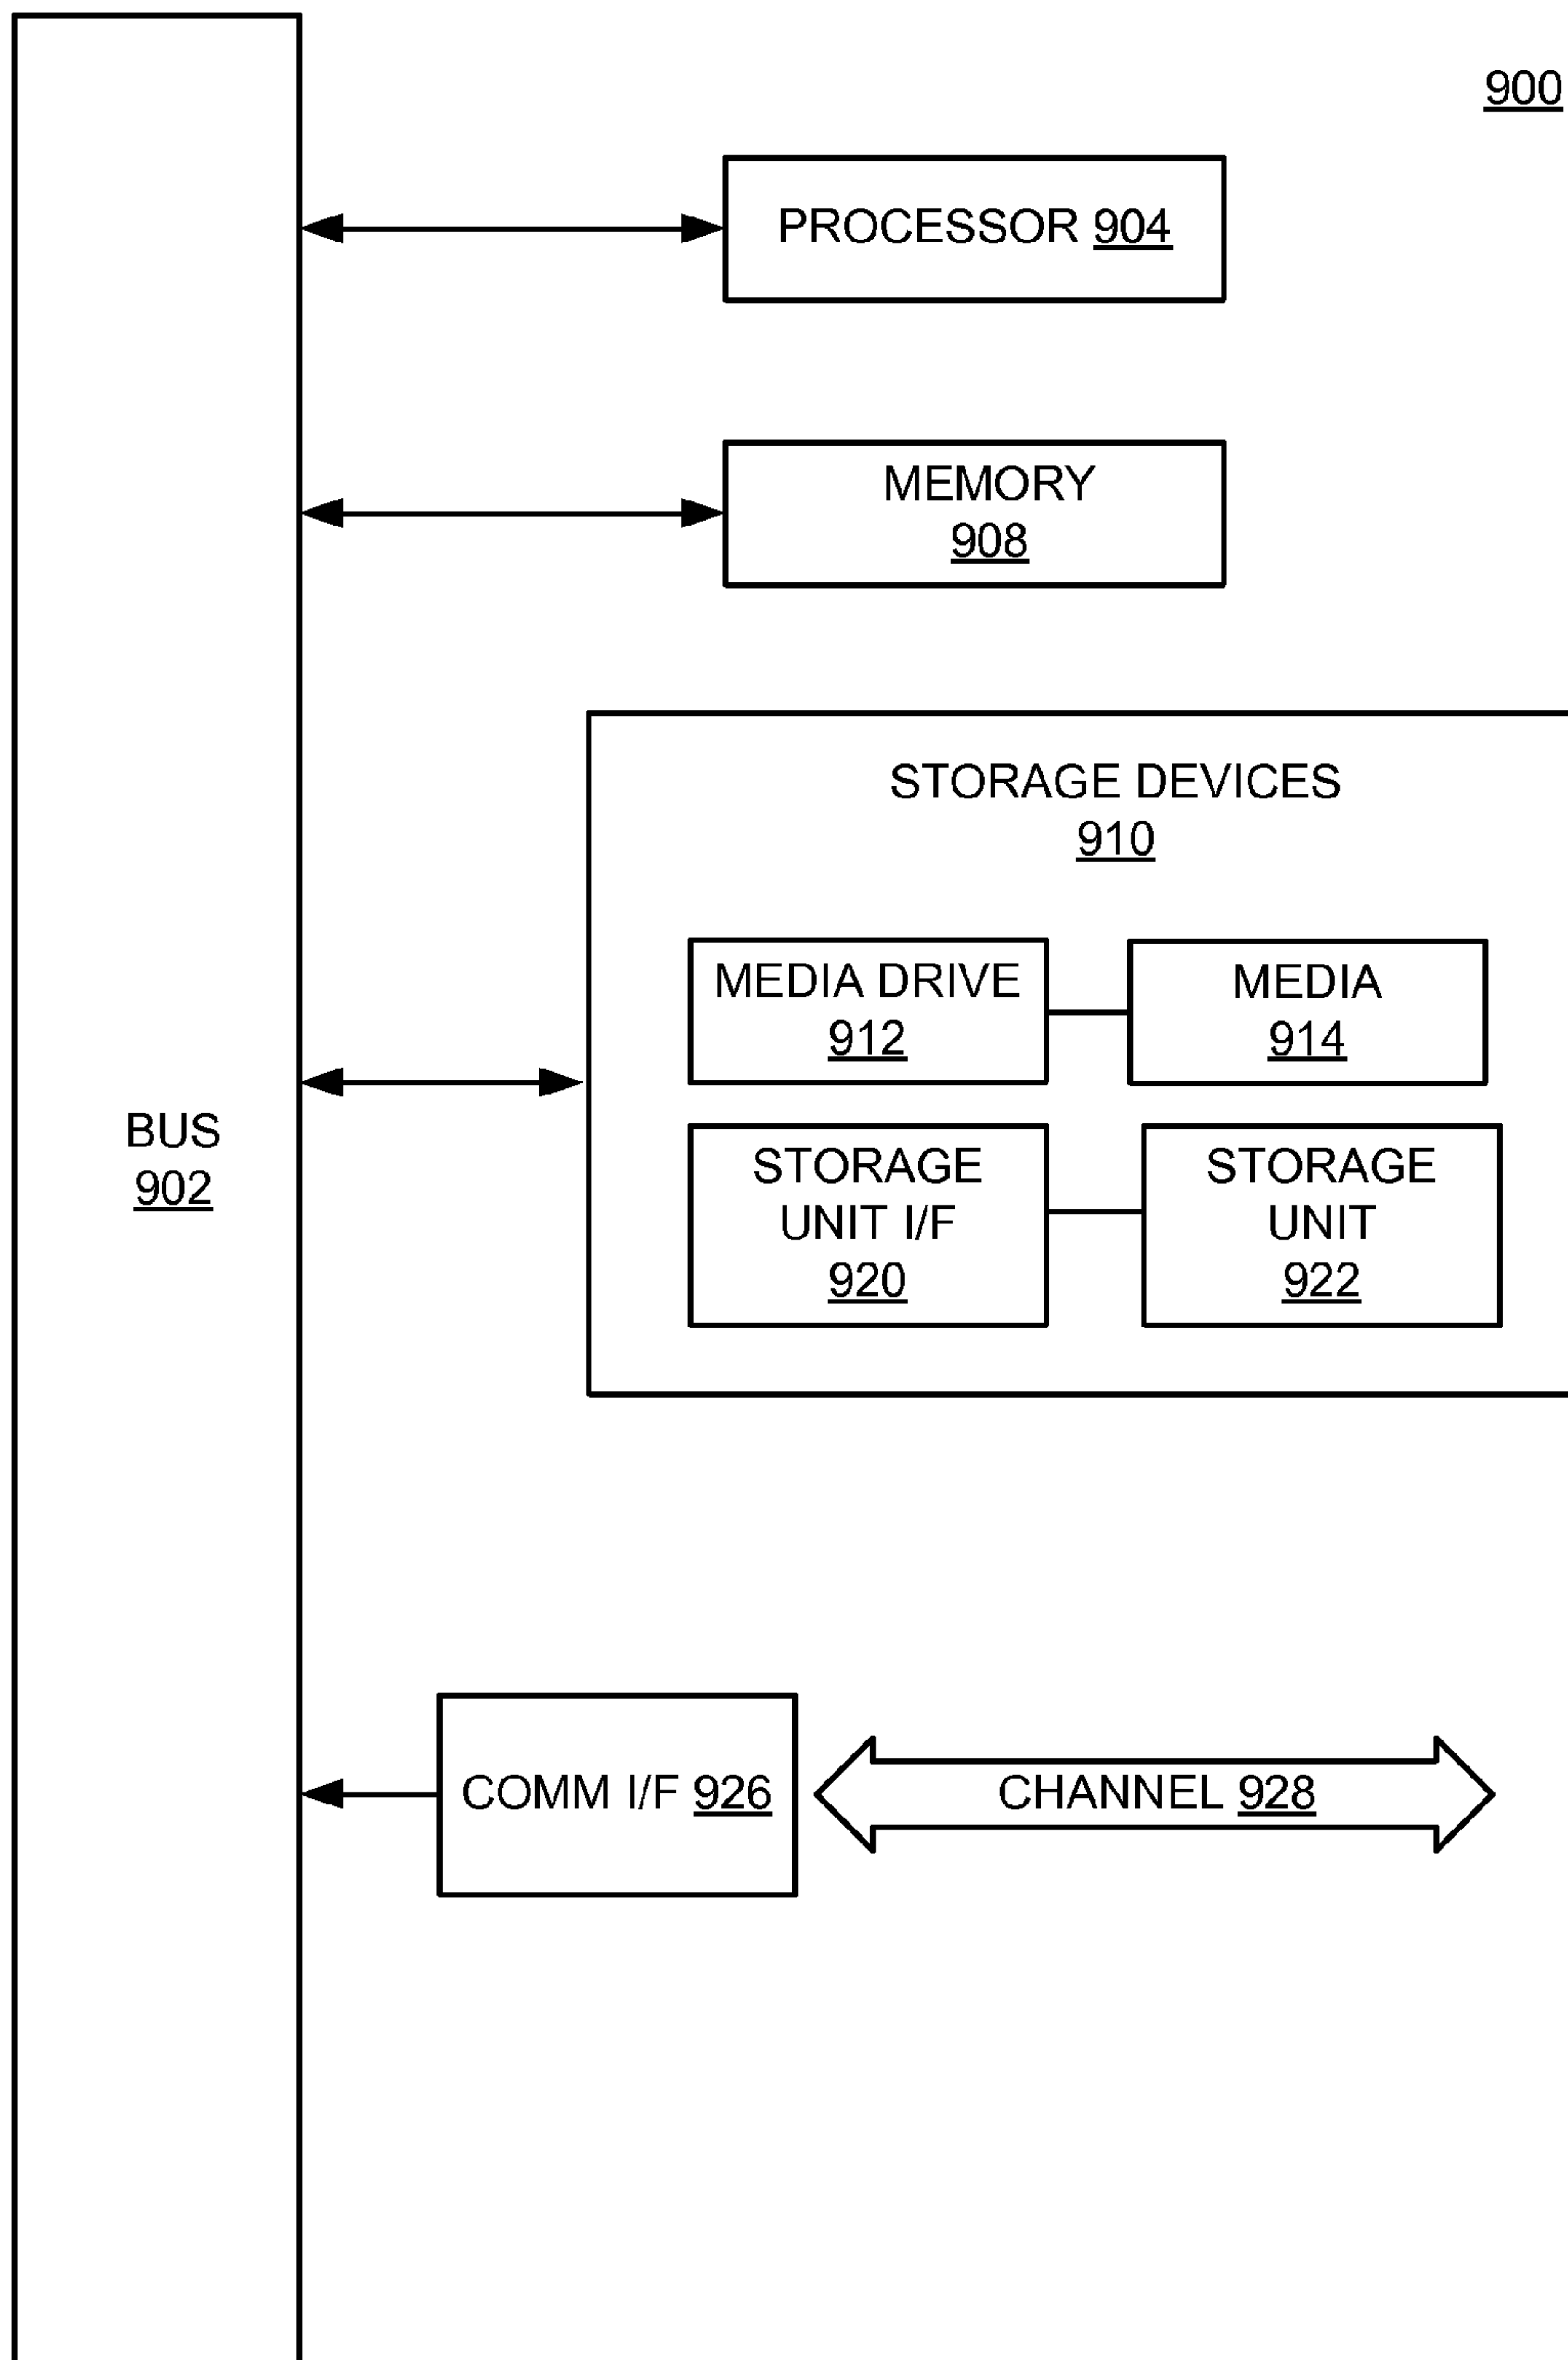 900
PROCESSOR 904
MEMORY
908
STORAGE DEVICES
910
MEDIA DRIVE
912
MEDIA
914
BUS
902
STORAGE
UNIT I/F
920
STORAGE
UNIT
922
COMM I/F 926
CHANNEL 928